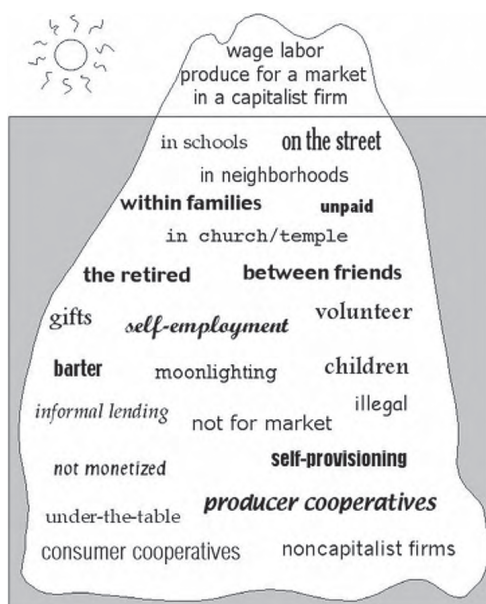 wage labor
produce for a market
in a capitalist firm
in schools on the street
in neighborhoods
within families unpaid
in church/temple
the retired between friends
gifts self-employment volunteer
barter moonlighting children
informal lending not for market illegal
not monetized self-provisioning
under-the-table producer cooperatives
consumer cooperatives noncapitalist firms